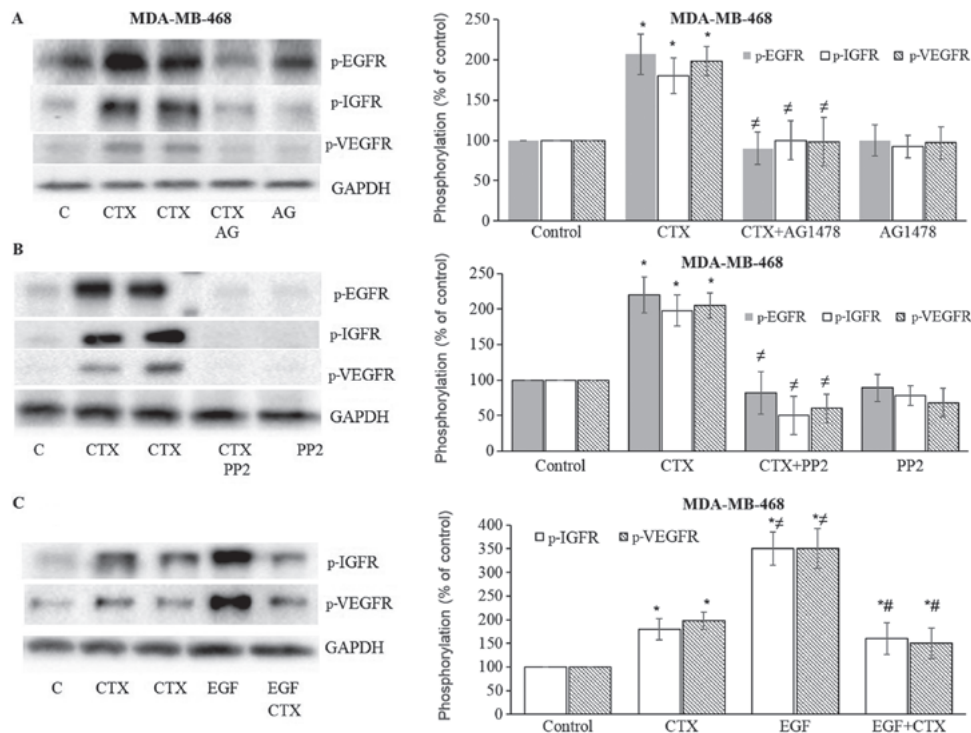 A
MDA-MB-468
p-EGFR
p-IGFR
p-VEGFR
GAPDH
C CTX CTX CTX AG
AG
MDA-MB-468
Phosphorylation (% of control)
250
200
150
100
50
0
* * *
≠ ≠ ≠
p-EGFR p-IGFR p-VEGFR
Control CTX CTX+AG1478 AG1478
B
p-EGFR
p-IGFR
p-VEGFR
GAPDH
C CTX CTX CTX PP2
PP2
MDA-MB-468
Phosphorylation (% of control)
250
200
150
100
50
0
* * *
≠ ≠ ≠
p-EGFR p-IGFR p-VEGFR
Control CTX CTX+PP2 PP2
C
p-IGFR
p-VEGFR
GAPDH
C CTX CTX EGF EGF
CTX
MDA-MB-468
Phosphorylation (% of control)
400
350
300
250
200
150
100
50
0
p-IGFR p-VEGFR
* *
*≠ *≠
*# *#
Control CTX EGF EGF+CTX